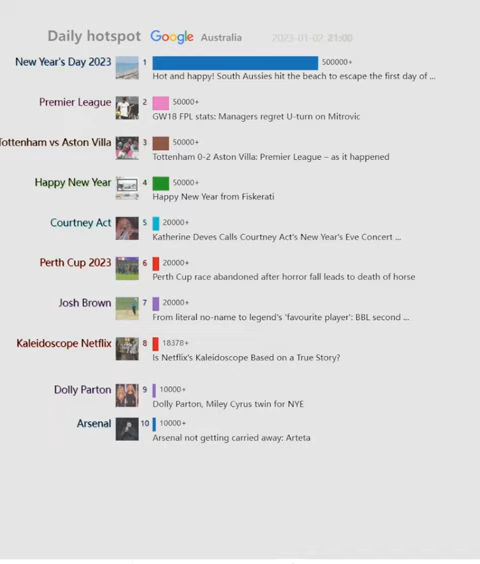 Daily hotspot Google Australia 2023-01-02 21:00
New Year's Day 2023 1 500000+
Hot and happy! South Aussies hit the beach to escape the first day of ...
Premier League 2 50000+
GW18 FPL stats: Managers regret U-turn on Mitrovic
Tottenham vs Aston Villa 3 50000+
Tottenham 0-2 Aston Villa: Premier League – as it happened
Happy New Year 4 50000+
Happy New Year from Fiskerati
Courtney Act 5 20000+
Katherine Deves Calls Courtney Act's New Year's Eve Concert ...
Perth Cup 2023 6 20000+
Perth Cup race abandoned after horror fall leads to death of horse
Josh Brown 7 20000+
From literal no-name to legend's 'favourite player': BBL second ...
Kaleidoscope Netflix 8 18378+
Is Netflix's Kaleidoscope Based on a True Story?
Dolly Parton 9 10000+
Dolly Parton, Miley Cyrus twin for NYE
Arsenal 10 10000+
Arsenal not getting carried away: Arteta